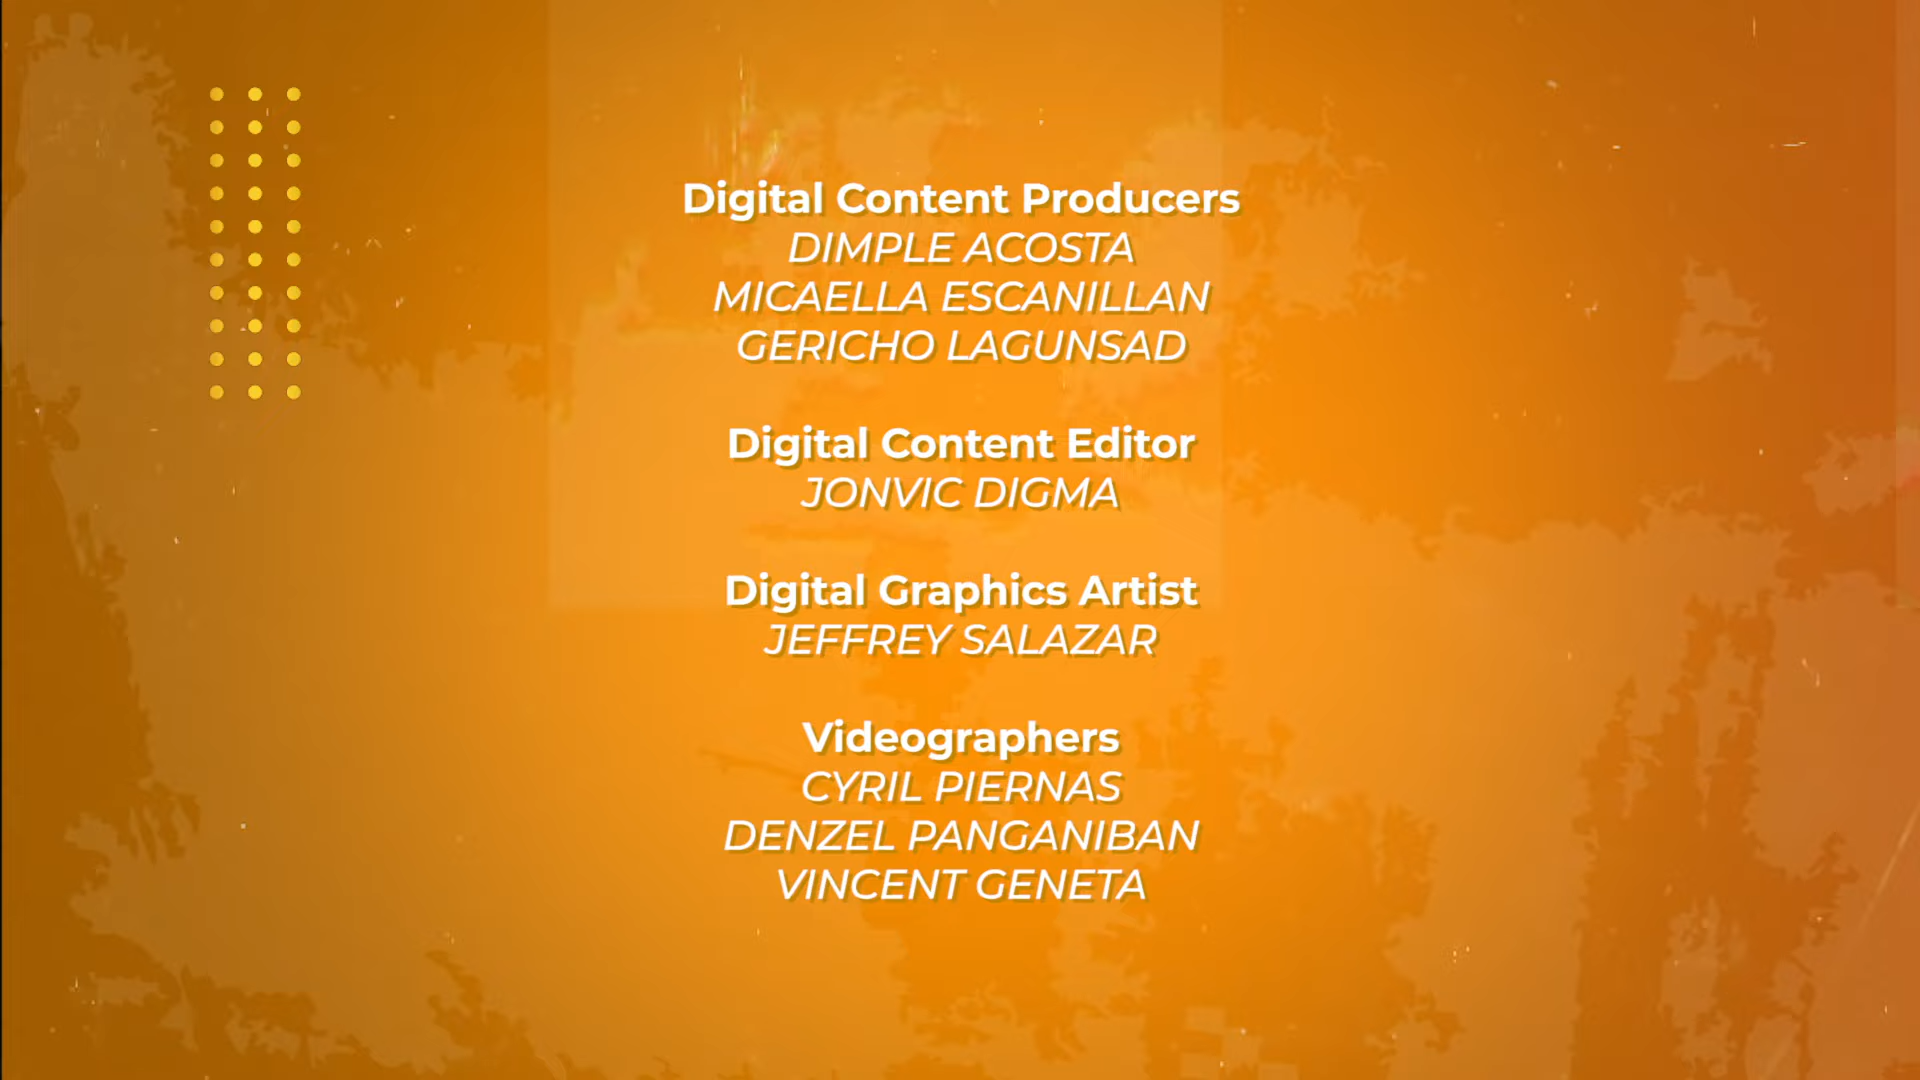 Digital Content Producers
DIMPLE ACOSTA
MICAELLA ESCANILLAN
GERICHO LAGUNSAD
Digital Content Editor
JONVIC DIGMA
Digital Graphics Artist
JEFFREY SALAZAR
Videographers
CYRIL PIERNAS
DENZEL PANGANIBAN
VINCENT GENETA